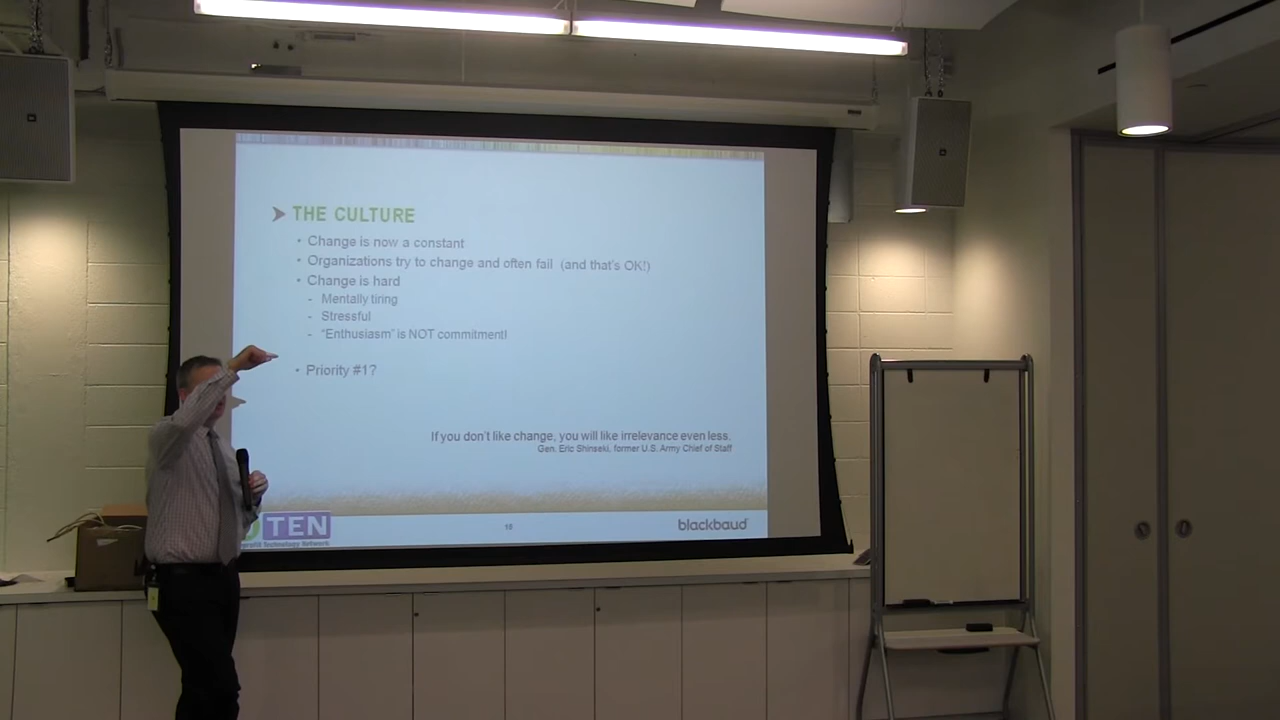 THE CULTURE
• Change is now a constant
• Organizations try to change and often fail (and that's OK!)
• Change is hard
- Mentally tiring
- Stressful
- "Enthusiasm" is NOT commitment!
• Priority #1?
If you don't like change, you will like irrelevance even less.
Gen. Eric Shinseki, former U.S. Army Chief of Staff
TEN
Technology Network
blackbaud